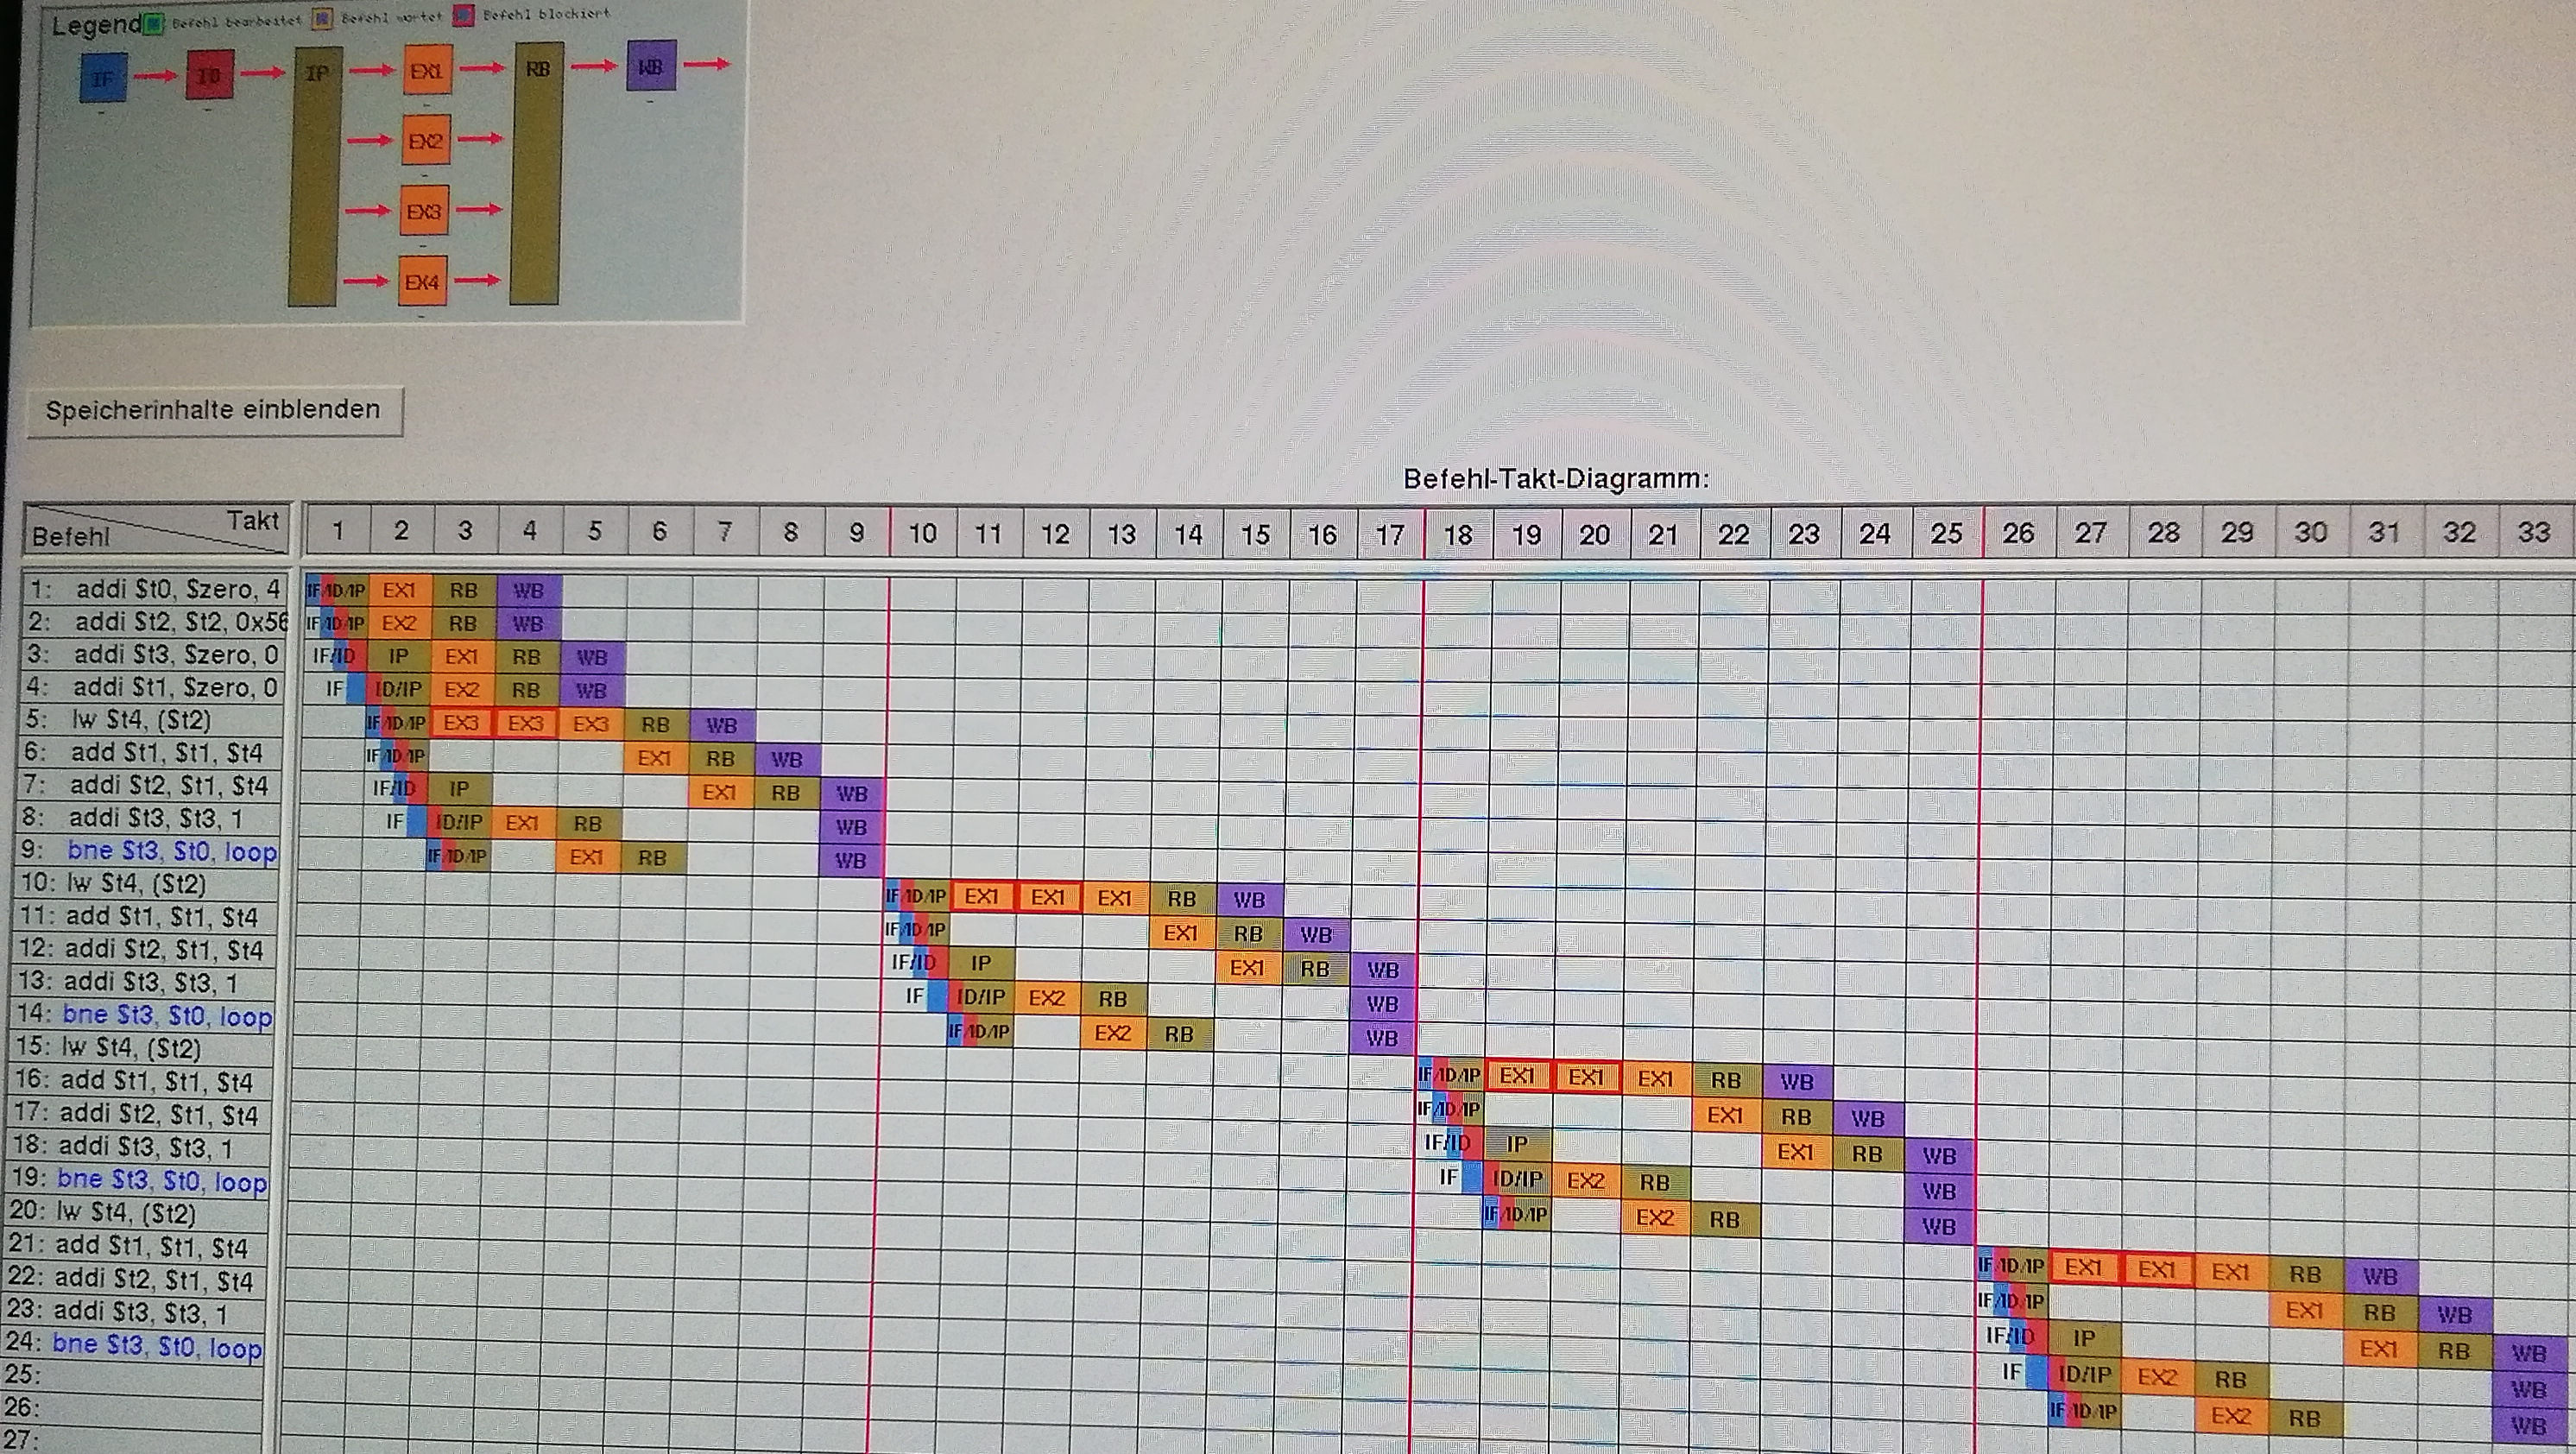 Legend Befehl bearbeitet Befehl wartet Befehl blockiert
IF ID IP EX1 RB WB
EX2
EX3
EX4
Speicherinhalte einblenden
Befehl-Takt-Diagramm:
Befehl Takt 1 2 3 4 5 6 7 8 9 10 11 12 13 14 15 16 17 18 19 20 21 22 23 24 25 26 27 28 29 30 31 32 33
1: addi $t0, $zero, 4 IF/ID/IP EX1 RB WB
2: addi $t2, $t2, 0x56 IF/ID/IP EX2 RB WB
3: addi $t3, $zero, 0 IF/ID IP EX1 RB WB
4: addi $t1, $zero, 0 IF ID/IP EX2 RB WB
5: lw $t4, ($t2) IF/ID/IP EX3 EX3 EX3 RB WB
6: add $t1, $t1, $t4 IF/ID/IP EX1 RB WB
7: addi $t2, $t1, $t4 IF/ID IP EX1 RB WB
8: addi $t3, $t3, 1 IF ID/IP EX1 RB WB
9: bne $t3, $t0, loop IF/ID/IP EX1 RB WB
10: lw $t4, ($t2) IF/ID/IP EX1 EX1 EX1 RB WB
11: add $t1, $t1, $t4 IF/ID/IP EX1 RB WB
12: addi $t2, $t1, $t4 IF/ID IP EX1 RB WB
13: addi $t3, $t3, 1 IF ID/IP EX2 RB WB
14: bne $t3, $t0, loop IF/ID/IP EX2 RB WB
15: lw $t4, ($t2) IF/ID/IP EX1 EX1 EX1 RB WB
16: add $t1, $t1, $t4 IF/ID/IP EX1 RB WB
17: addi $t2, $t1, $t4 IF/ID IP EX1 RB WB
18: addi $t3, $t3, 1 IF ID/IP EX2 RB WB
19: bne $t3, $t0, loop IF/ID/IP EX2 RB WB
20: lw $t4, ($t2) IF/ID/IP EX1 EX1 EX1 RB WB
21: add $t1, $t1, $t4 IF/ID/IP EX1 RB WB
22: addi $t2, $t1, $t4 IF/ID IP EX1 RB WB
23: addi $t3, $t3, 1 IF ID/IP EX2 RB WB
24: bne $t3, $t0, loop IF/ID/IP EX2 RB WB
25:
26:
27: